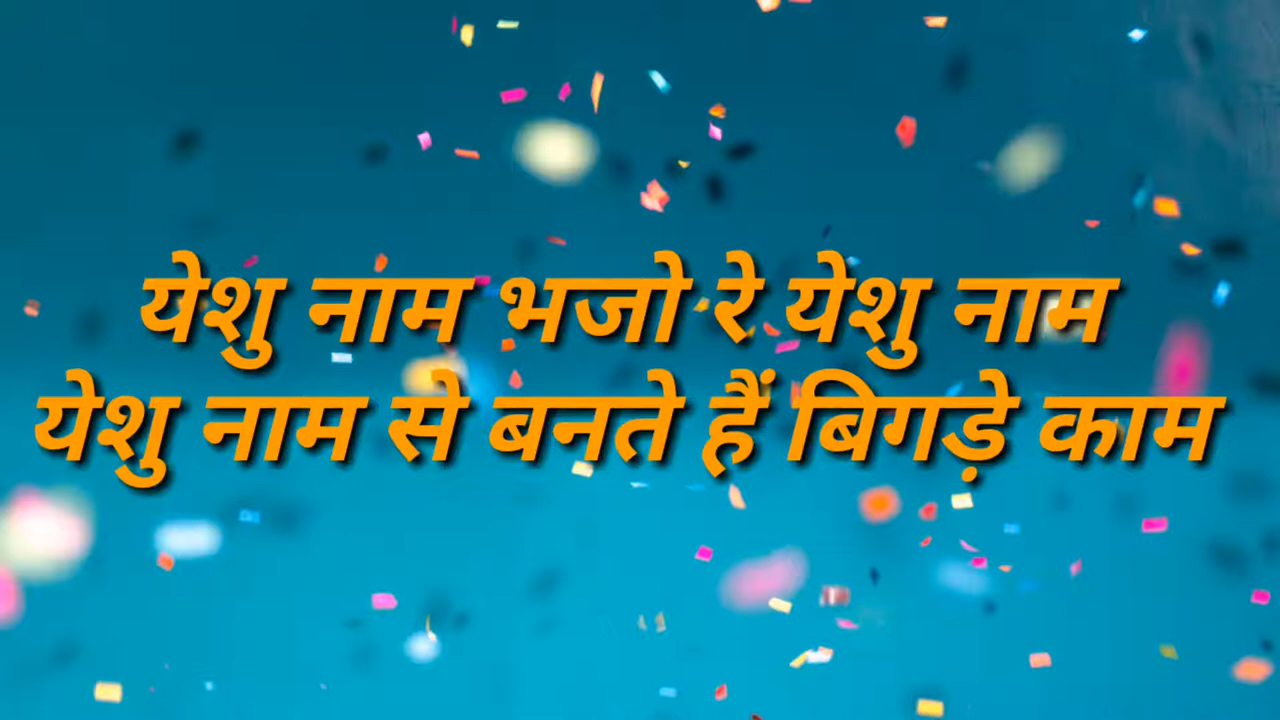 येशु नाम भजो रे येशु नाम
येशु नाम से बनते हैं बिगड़े काम